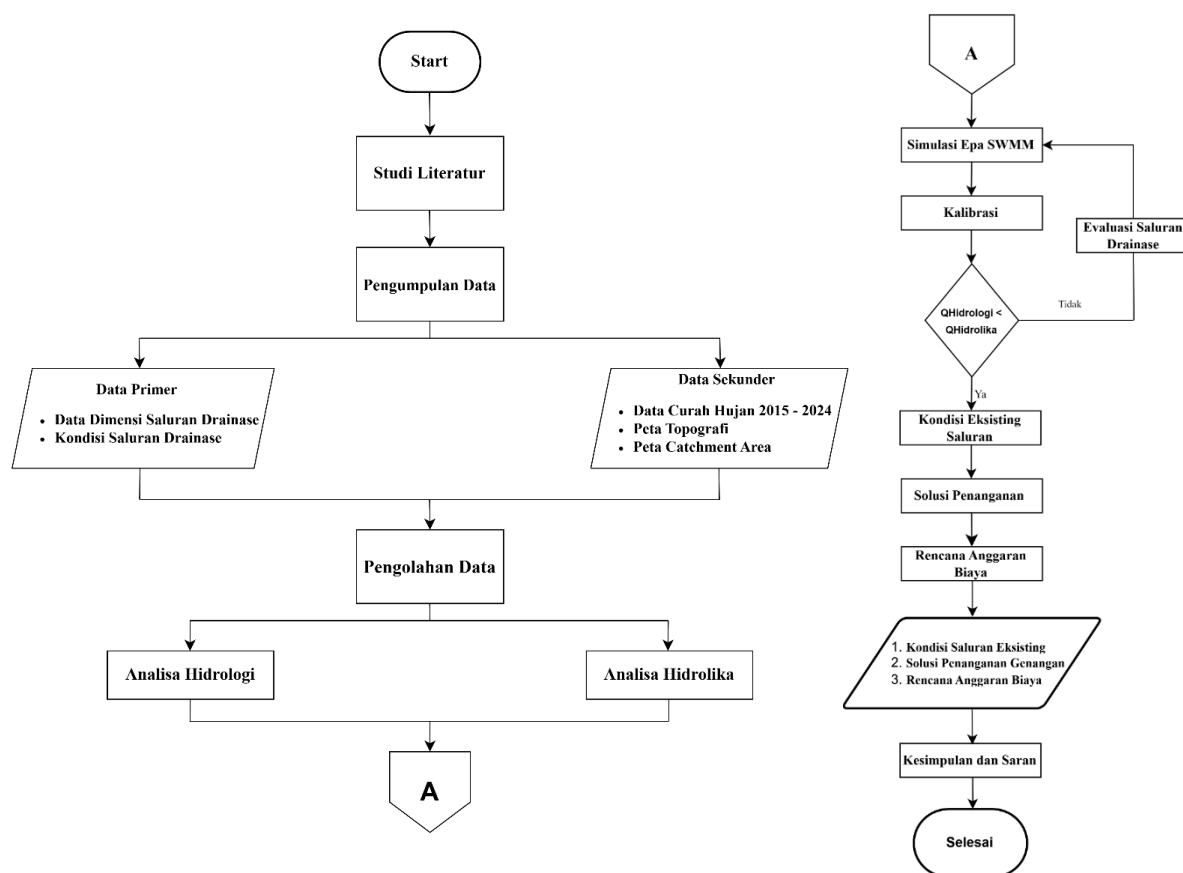 Start
Studi Literatur
Pengumpulan Data
Data Primer
• Data Dimensi Saluran Drainase
• Kondisi Saluran Drainase
Data Sekunder
• Data Curah Hujan 2015 - 2024
• Peta Topografi
• Peta Catchment Area
Pengolahan Data
Analisa Hidrologi
Analisa Hidrolika
A
A
Simulasi Epa SWMM
Kalibrasi
Evaluasi Saluran
Drainase
QHidrologi <
QHidrolika
Tidak
Ya
Kondisi Eksisting
Saluran
Solusi Penanganan
Rencana Anggaran
Biaya
1. Kondisi Saluran Eksisting
2. Solusi Penanganan Genangan
3. Rencana Anggaran Biaya
Kesimpulan dan Saran
Selesai